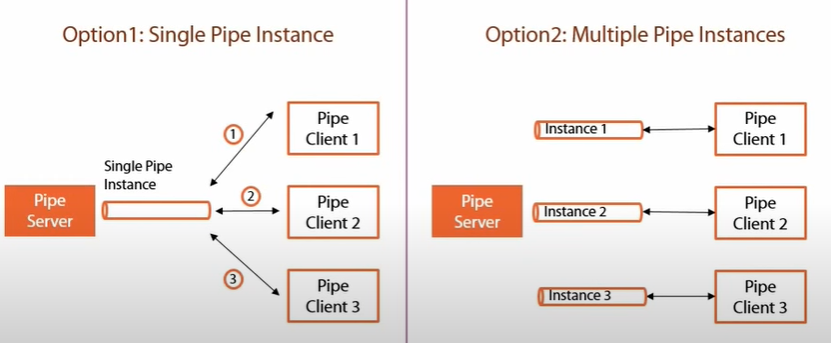 Option1: Single Pipe Instance
Pipe
Client 1
1
Single Pipe
Instance
Pipe
Server
2
Pipe
Client 2
3
Pipe
Client 3
Option2: Multiple Pipe Instances
Instance 1
Pipe
Client 1
Pipe
Server
Instance 2
Pipe
Client 2
Instance 3
Pipe
Client 3